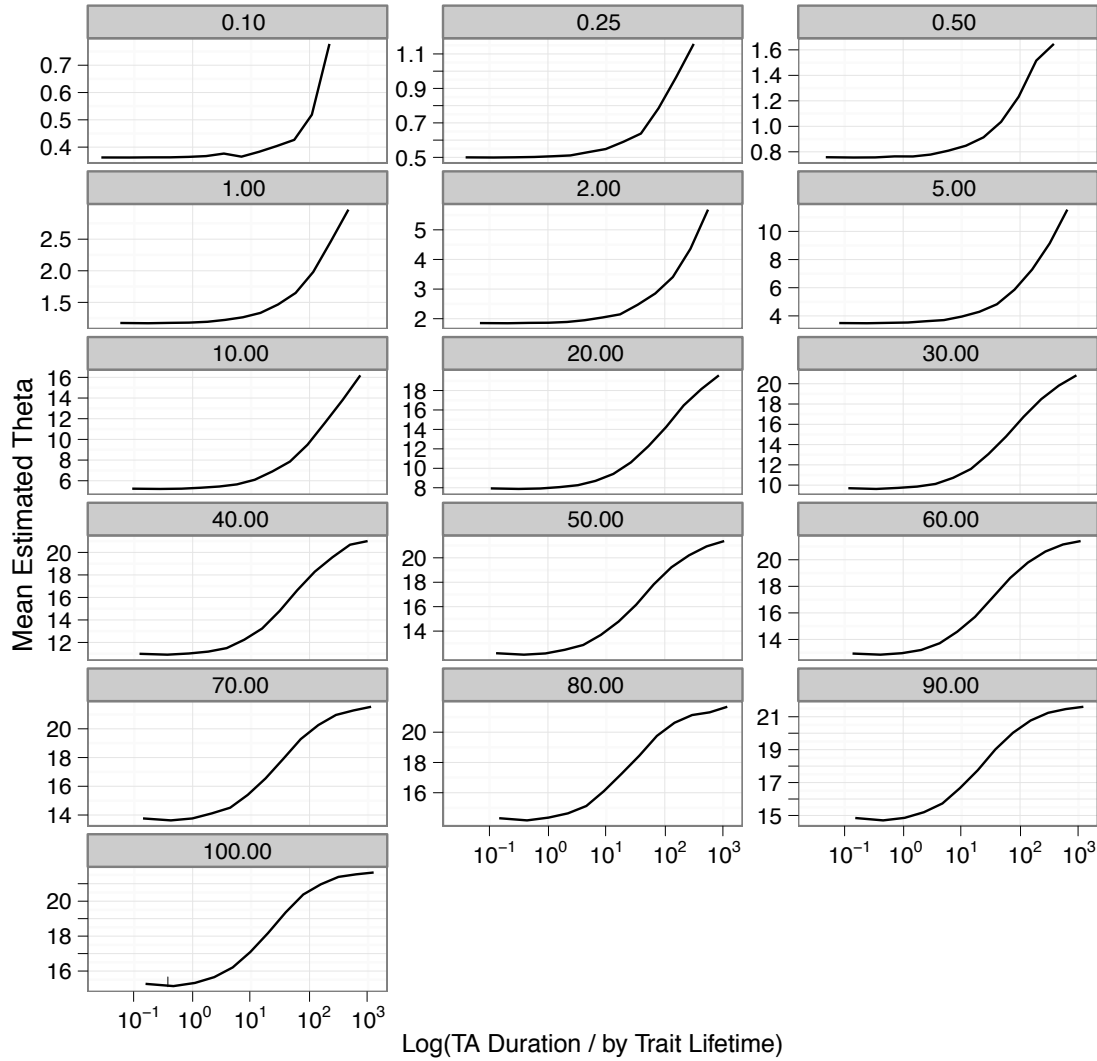 0.10 0.25 0.50
0.7 1.1 1.6
0.6 0.9 1.4
0.5 0.7 1.2
0.4 0.5 1.0
0.8
1.00 2.00 5.00
2.5 5 10
2.0 4 8
1.5 3 6
2 4
10.00 20.00 30.00
16 18 20
14 16 18
12 14 16
10 12 14
8 10 12
6 8 10
Mean Estimated Theta
40.00 50.00 60.00
20 20 20
18 18 18
16 16 16
14 14 14
12
70.00 80.00 90.00
20 20 21
18 18 19
16 16 17
14 15
100.00
20
18
16
10⁻¹ 10⁰ 10¹ 10² 10³
10⁻¹ 10⁰ 10¹ 10² 10³
10⁻¹ 10⁰ 10¹ 10² 10³
Log(TA Duration / by Trait Lifetime)